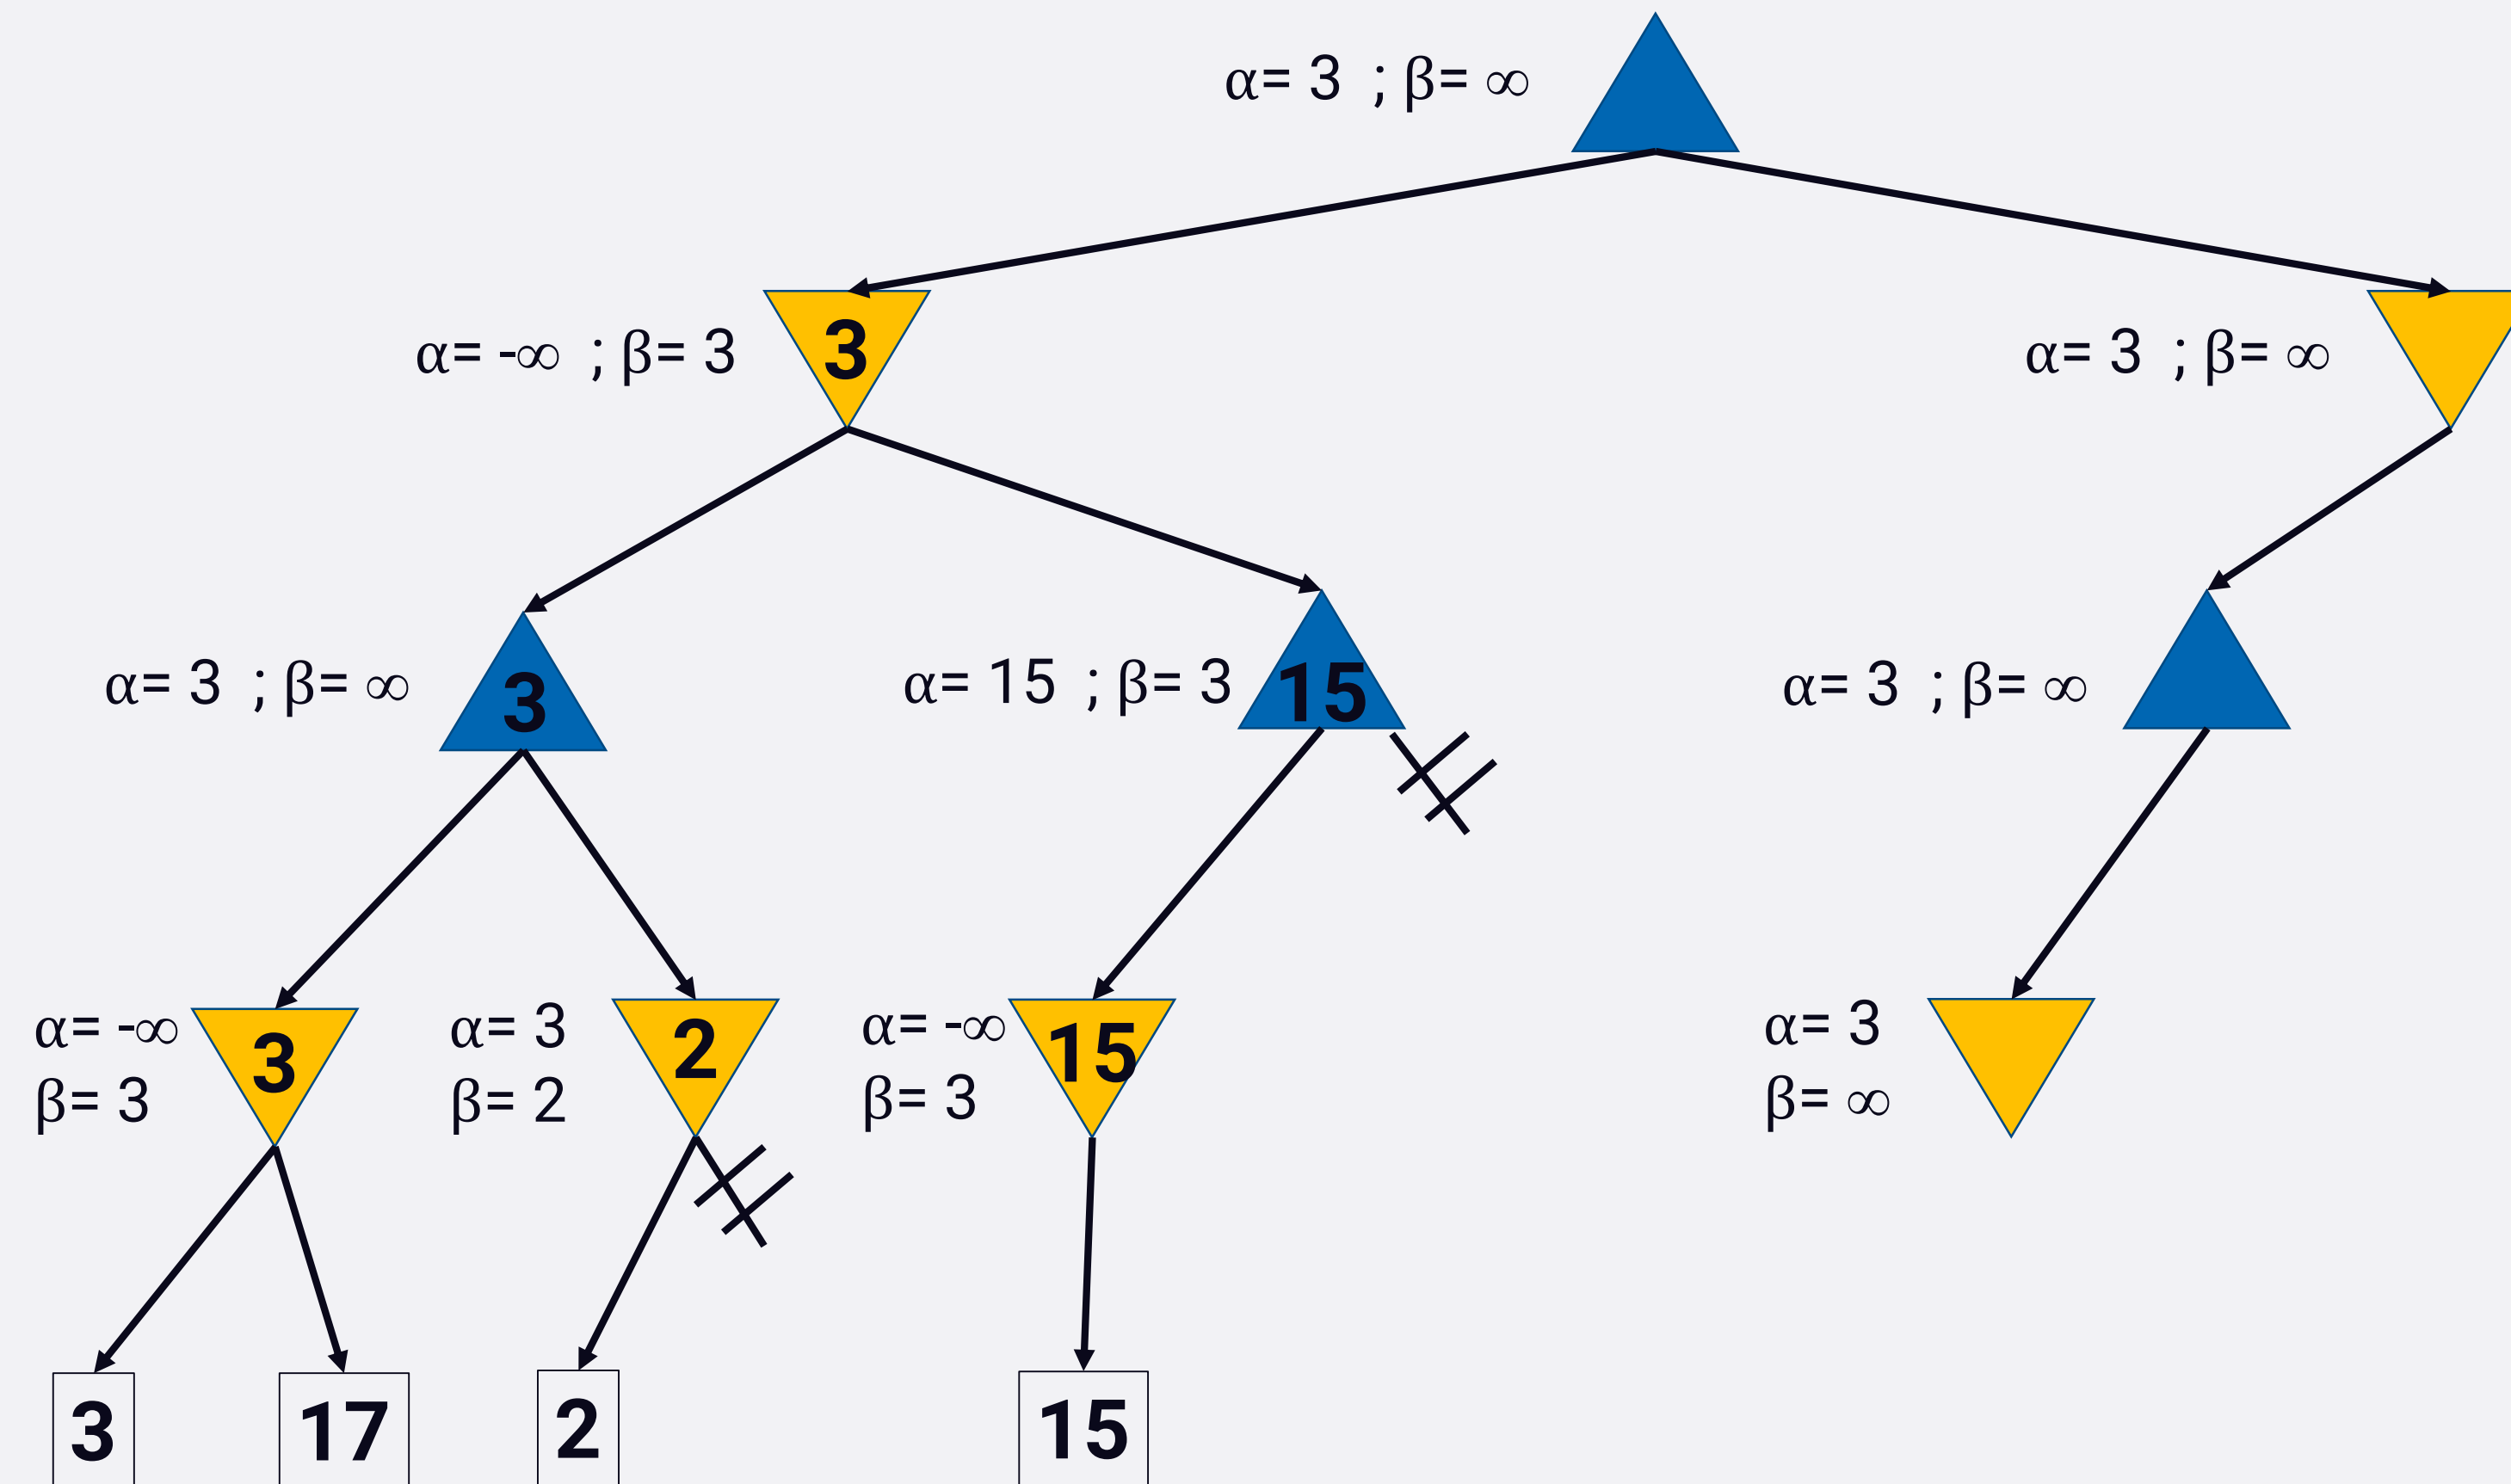 α= 3 ; β= ∞
α= -∞ ; β= 3
3
α= 3 ; β= ∞
α= 3 ; β= ∞
3
α= 15 ; β= 3
15
α= 3 ; β= ∞
α= -∞
β= 3
3
α= 3
β= 2
2
α= -∞
β= 3
15
α= 3
β= ∞
3
17
2
15